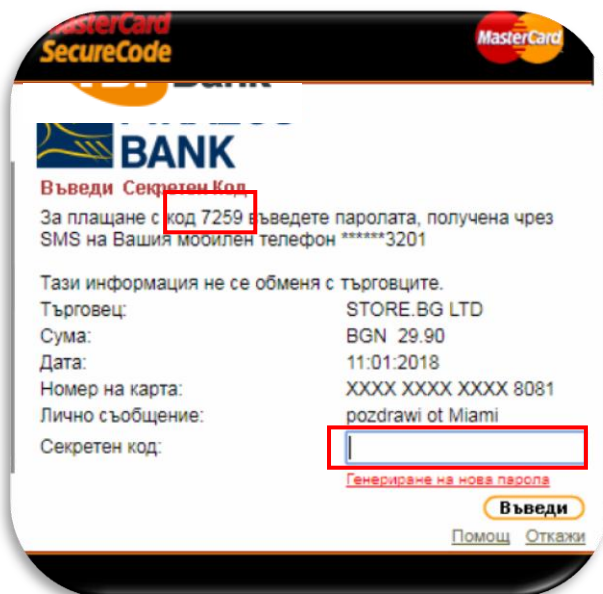 MasterCard
SecureCode
MasterCard
Bank
BANK
Въведи Секретен Код
За плащане с код 7259 въведете паролата, получена чрез
SMS на Вашия мобилен телефон ******3201
Тази информация не се обменя с търговците.
Търговец: STORE.BG LTD
Сума: BGN 29.90
Дата: 11:01:2018
Номер на карта: XXXX XXXX XXXX 8081
Лично съобщение: pozdrawi ot Miami
Секретен код:
Генериране на нова парола
Въведи
Помощ Откажи